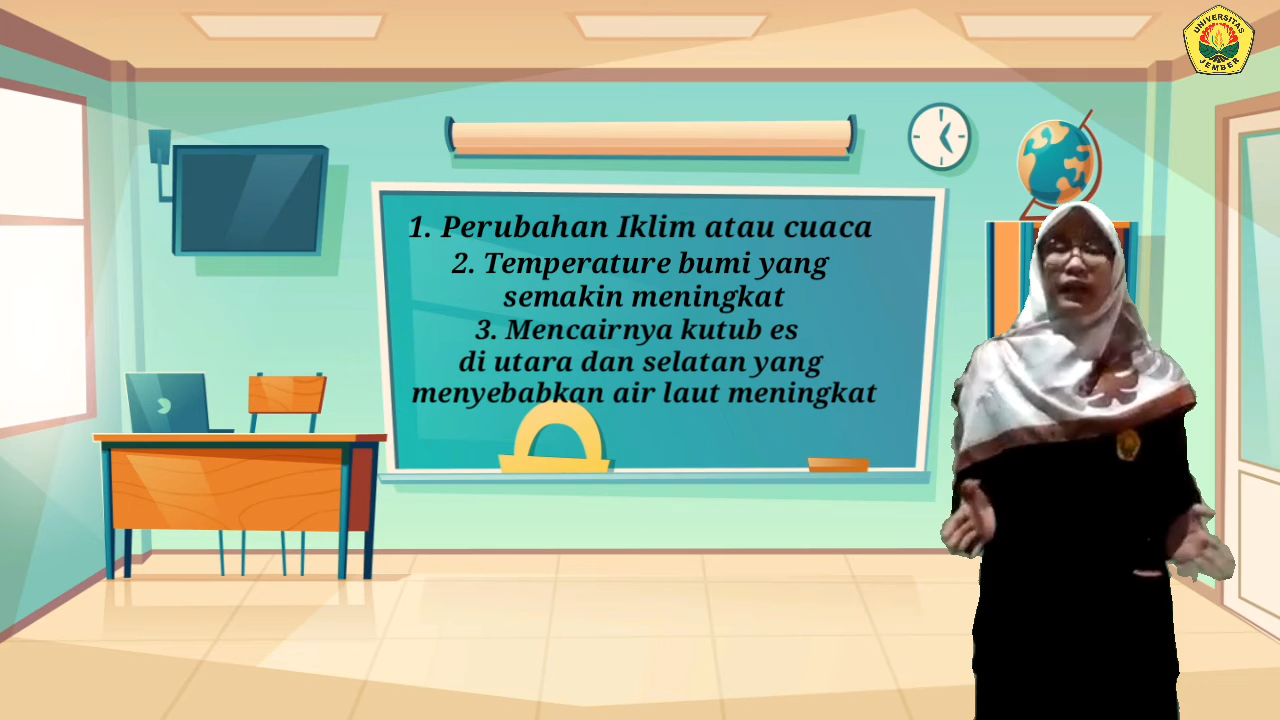 UNIVERSITAS
JEMBER
1. Perubahan Iklim atau cuaca
2. Temperature bumi yang
semakin meningkat
3. Mencairnya kutub es
di utara dan selatan yang
menyebabkan air laut meningkat